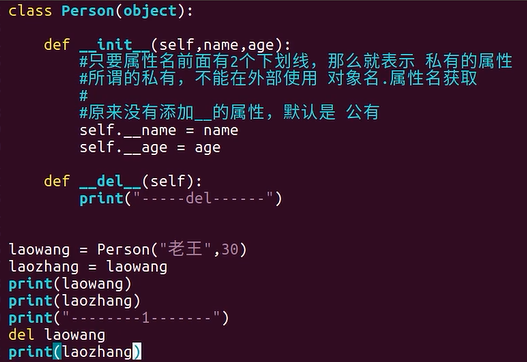 class Person(object):
    def __init__(self,name,age):
        #只要属性名前面有2个下划线，那么就表示 私有的属性
        #所谓的私有，不能在外部使用 对象名.属性名获取
        #
        #原来没有添加__的属性，默认是 公有
        self.__name = name
        self.__age = age
    def __del__(self):
        print("-----del------")
laowang = Person("老王",30)
laozhang = laowang
print(laowang)
print(laozhang)
print("--------1-------")
del laowang
print(laozhang)